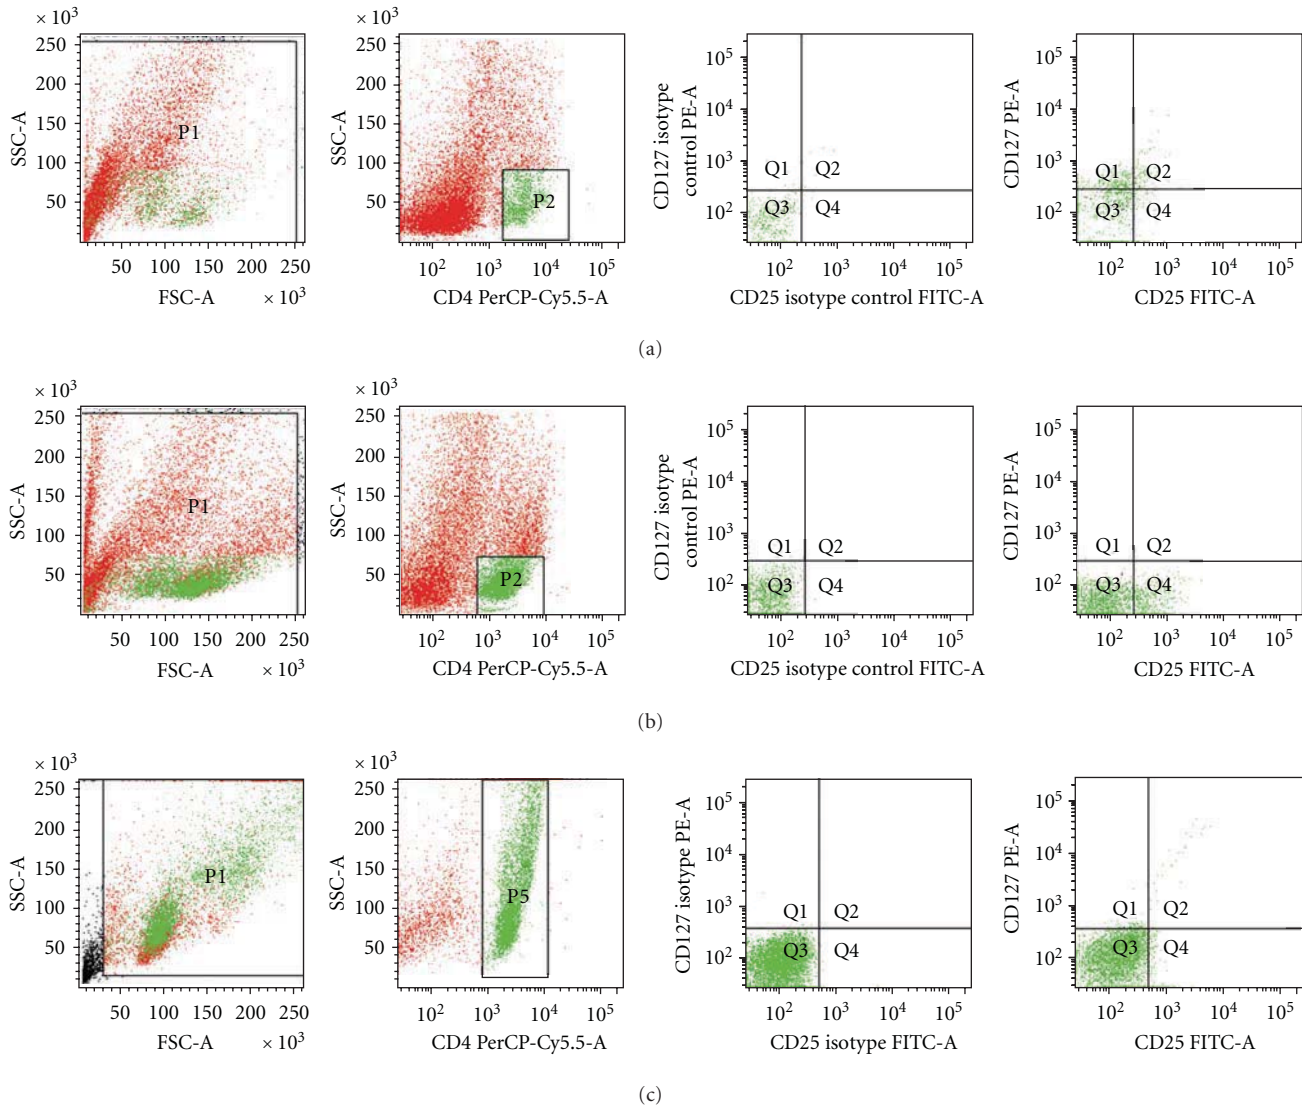 × 10³
250
200
150
100
50
SSC-A
P1
50 100 150 200 250
FSC-A × 10³
× 10³
250
200
150
100
50
SSC-A
P2
10² 10³ 10⁴ 10⁵
CD4 PerCP-Cy5.5-A
CD127 isotype
control PE-A
10⁵
10⁴
10³
10²
Q1 Q2
Q3 Q4
10² 10³ 10⁴ 10⁵
CD25 isotype control FITC-A
CD127 PE-A
10⁵
10⁴
10³
10²
Q1 Q2
Q3 Q4
10² 10³ 10⁴ 10⁵
CD25 FITC-A
(a)
× 10³
250
200
150
100
50
SSC-A
P1
50 100 150 200 250
FSC-A × 10³
× 10³
250
200
150
100
50
SSC-A
P2
10² 10³ 10⁴ 10⁵
CD4 PerCP-Cy5.5-A
CD127 isotype
control PE-A
10⁵
10⁴
10³
10²
Q1 Q2
Q3 Q4
10² 10³ 10⁴ 10⁵
CD25 isotype control FITC-A
CD127 PE-A
10⁵
10⁴
10³
10²
Q1 Q2
Q3 Q4
10² 10³ 10⁴ 10⁵
CD25 FITC-A
(b)
× 10³
250
200
150
100
50
SSC-A
P1
50 100 150 200 250
FSC-A × 10³
× 10³
250
200
150
100
50
SSC-A
P5
10² 10³ 10⁴ 10⁵
CD4 PerCP-Cy5.5-A
CD127 isotype PE-A
10⁵
10⁴
10³
10²
Q1 Q2
Q3 Q4
10² 10³ 10⁴ 10⁵
CD25 isotype FITC-A
CD127 PE-A
10⁵
10⁴
10³
10²
Q1 Q2
Q3 Q4
10² 10³ 10⁴ 10⁵
CD25 FITC-A
(c)